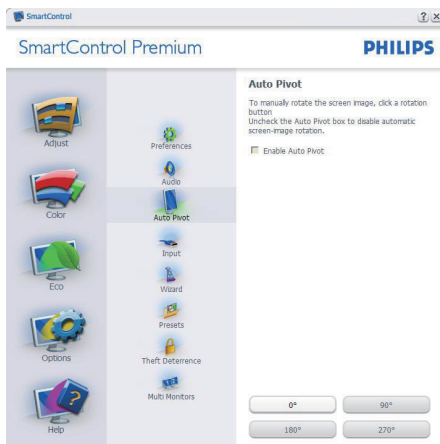 SmartControl
SmartControl Premium
PHILIPS
Adjust
Color
Eco
Options
Help
Preferences
Audio
Auto Pivot
Input
Wizard
Presets
Theft Deterrence
Multi Monitors
Auto Pivot
To manually rotate the screen image, click a rotation
button
Uncheck the Auto Pivot box to disable automatic
screen-image rotation.
Enable Auto Pivot
0°
90°
180°
270°